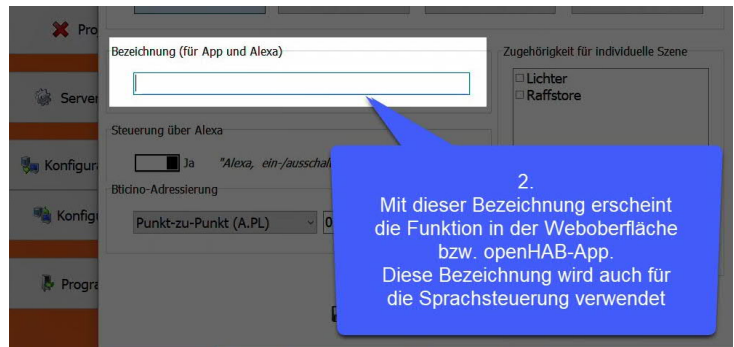 Pro
Bezeichnung (für App und Alexa)
Zugehörigkeit für individuelle Szene
Lichter
Raffstore
Server
Steuerung über Alexa
Ja "Alexa, ein-/ausschal
Konfigur
Bticino-Adressierung
Punkt-zu-Punkt (A.PL) 0
Konfig
Progra
2.
Mit dieser Bezeichnung erscheint
die Funktion in der Weboberfläche
bzw. openHAB-App.
Diese Bezeichnung wird auch für
die Sprachsteuerung verwendet